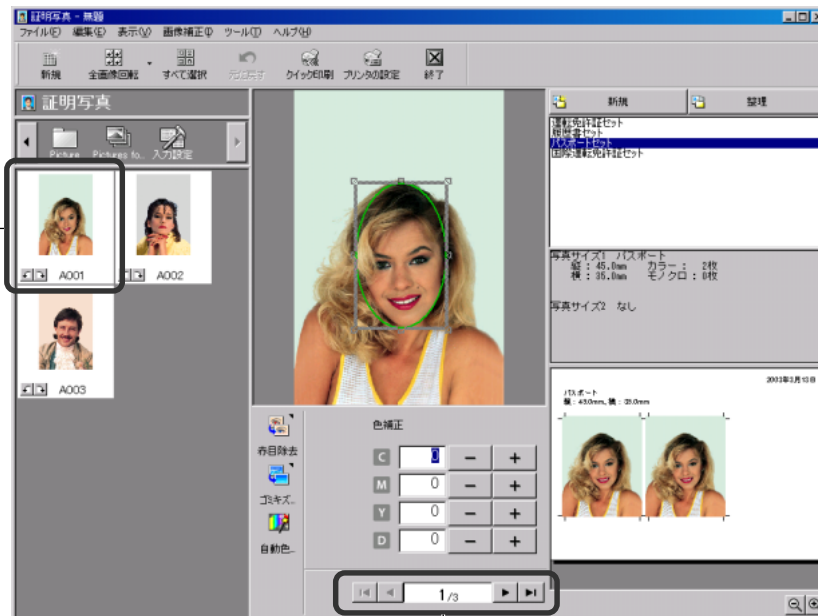 証明写真 - 無題
ファイル(F) 編集(E) 表示(V) 画像補正(I) ツール(T) ヘルプ(H)
新規 全画像回転 すべて選択 元に戻す クイック印刷 プリンタの設定 終了
証明写真
Picture Pictures fo... 入力設定
A001
A002
A003
新規 整理
運転免許証セット
履歴書セット
パスポートセット
国際運転免許証セット
写真サイズ1 パスポート
縦 : 45.0mm カラー : 2枚
横 : 35.0mm モノクロ : 0枚
写真サイズ2 なし
2003年3月13日
パスポート
縦 : 45.0mm, 横 : 35.0mm
赤目除去
ゴミキズ...
自動色...
色補正
C 0 - +
M 0 - +
Y 0 - +
D 0 - +
1/3